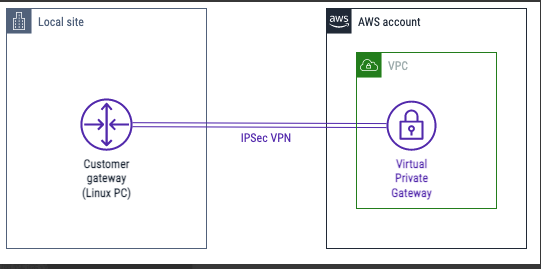 Local site
aws
AWS account
VPC
IPSec VPN
Customer
gateway
(Linux PC)
Virtual
Private
Gateway